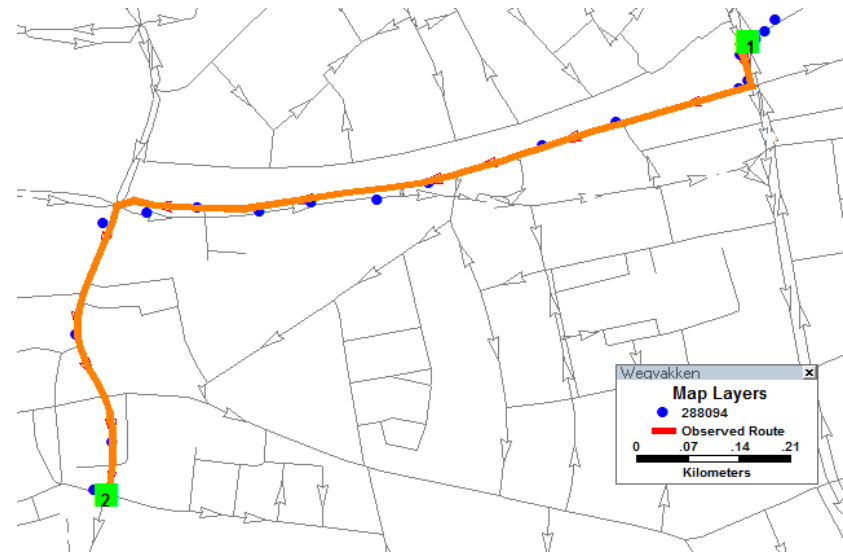 1
Wegvakken
Map Layers
288094
Observed Route
0 .07 .14 .21
Kilometers
2